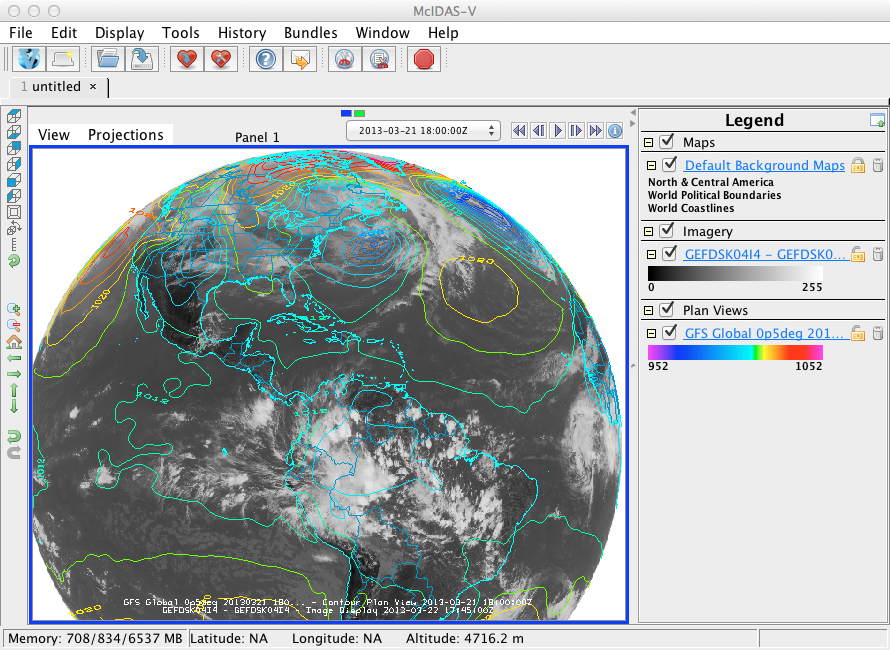 McIDAS-V
File Edit Display Tools History Bundles Window Help
1 untitled ×
View Projections Panel 1 2013-03-21 18:00:00Z
Legend
Maps
Default Background Maps
North & Central America
World Political Boundaries
World Coastlines
Imagery
GEFDSK04I4 - GEFDSK0...
0 255
Plan Views
GFS Global 0p5deg 201...
952 1052
1020
1020
1012
1020
GFS Global 0p5deg 20130321 180... - Contour Plan View 2013-03-21 18:00:00Z
GEFDSK04I4 - GEFDSK04I4 - Image Display 2013-03-22 17:45:00Z
Memory: 708/834/6537 MB Latitude: NA Longitude: NA Altitude: 4716.2 m